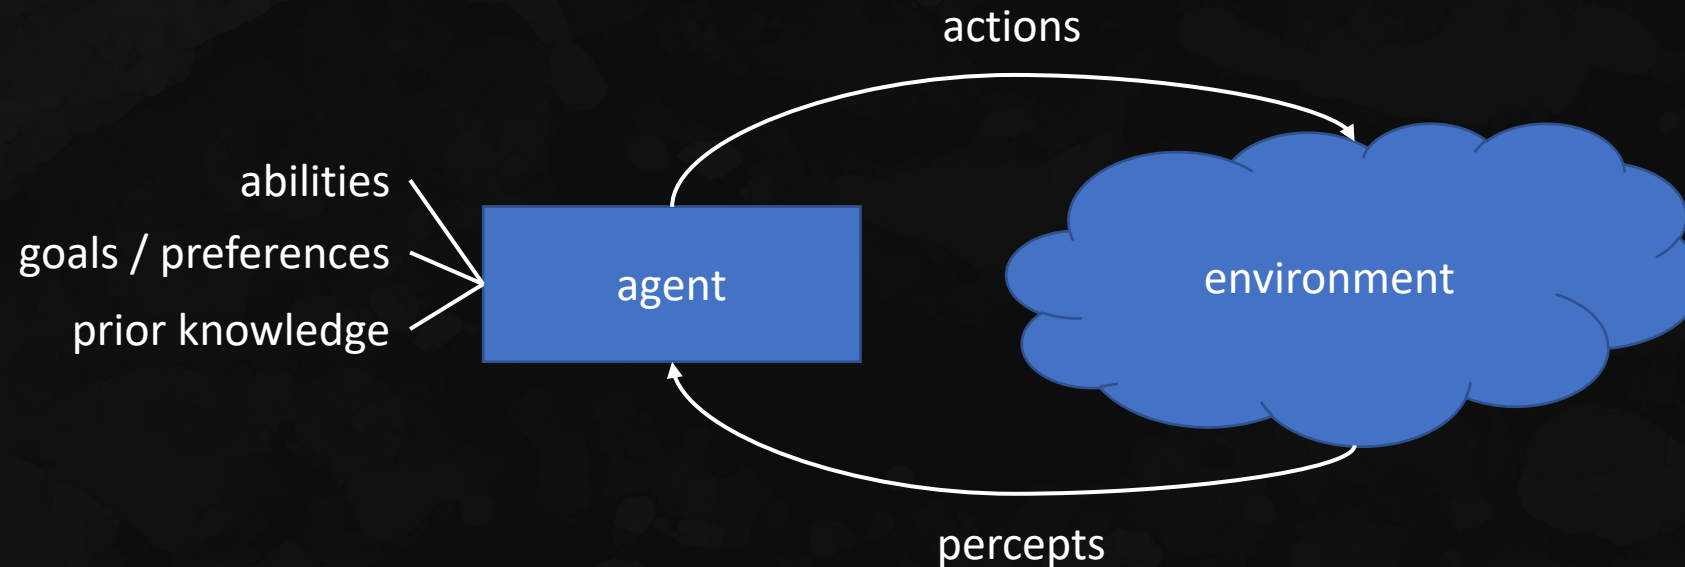 actions
abilities
goals / preferences
prior knowledge
agent
environment
percepts